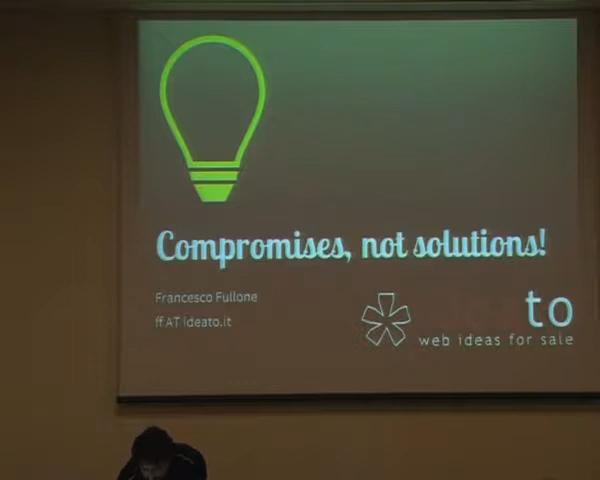 Compromises, not solutions!
Francesco Fullone
ff.AT ideato.it
to
web ideas for sale